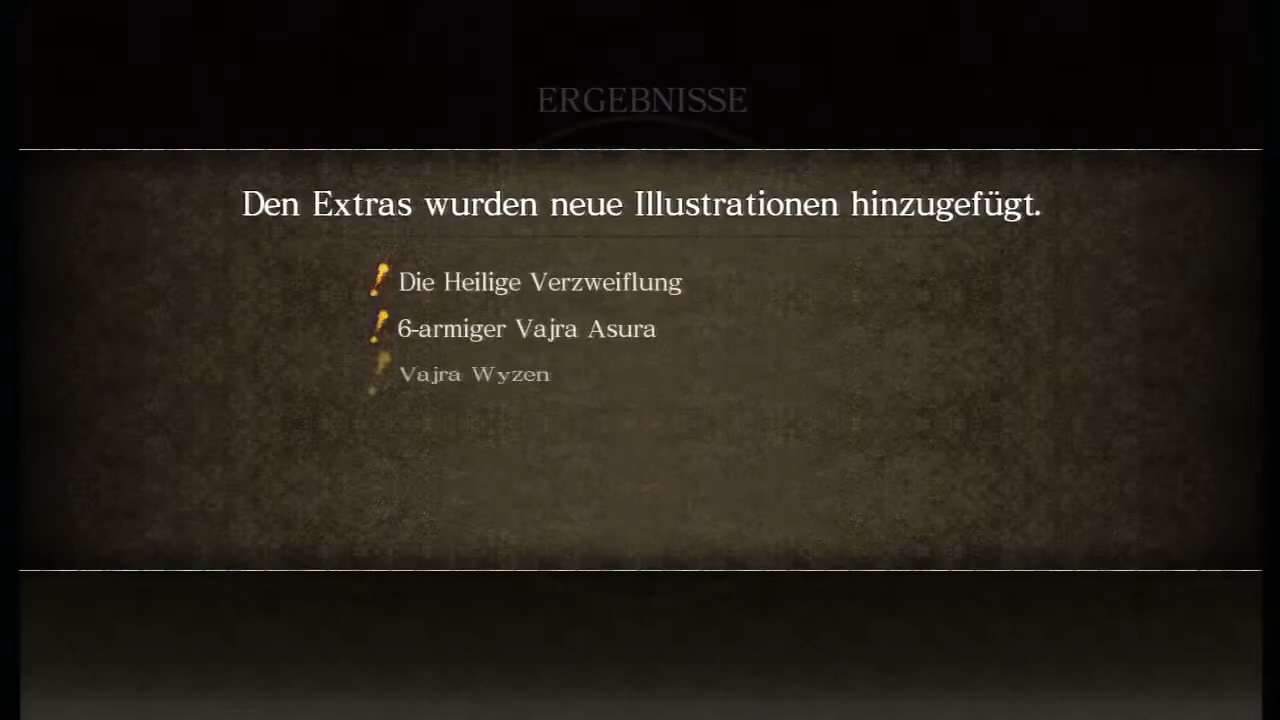 ERGEBNISSE
Den Extras wurden neue Illustrationen hinzugefügt.
Die Heilige Verzweiflung
6-armiger Vajra Asura
Vajra Wyzen